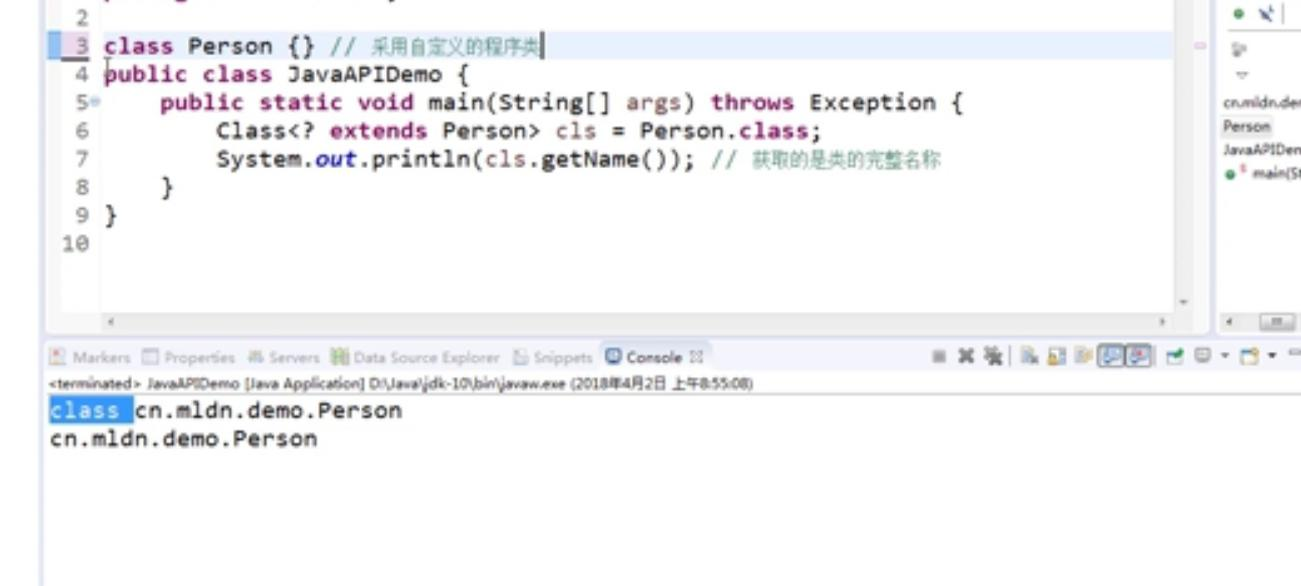 2
3 class Person {} // 采用自定义的程序类
4 public class JavaAPIDemo {
5 public static void main(String[] args) throws Exception {
6 Class<? extends Person> cls = Person.class;
7 System.out.println(cls.getName()); // 获取的是类的完整名称
8 }
9 }
10
cn.mldn.de
Person
JavaAPIDem
main(St
Markers Properties Servers Data Source Explorer Snippets Console
<terminated> JavaAPIDemo [Java Application] D:\Java\jdk-10\bin\javaw.exe (2018年4月2日 上午8:55:08)
class cn.mldn.demo.Person
cn.mldn.demo.Person